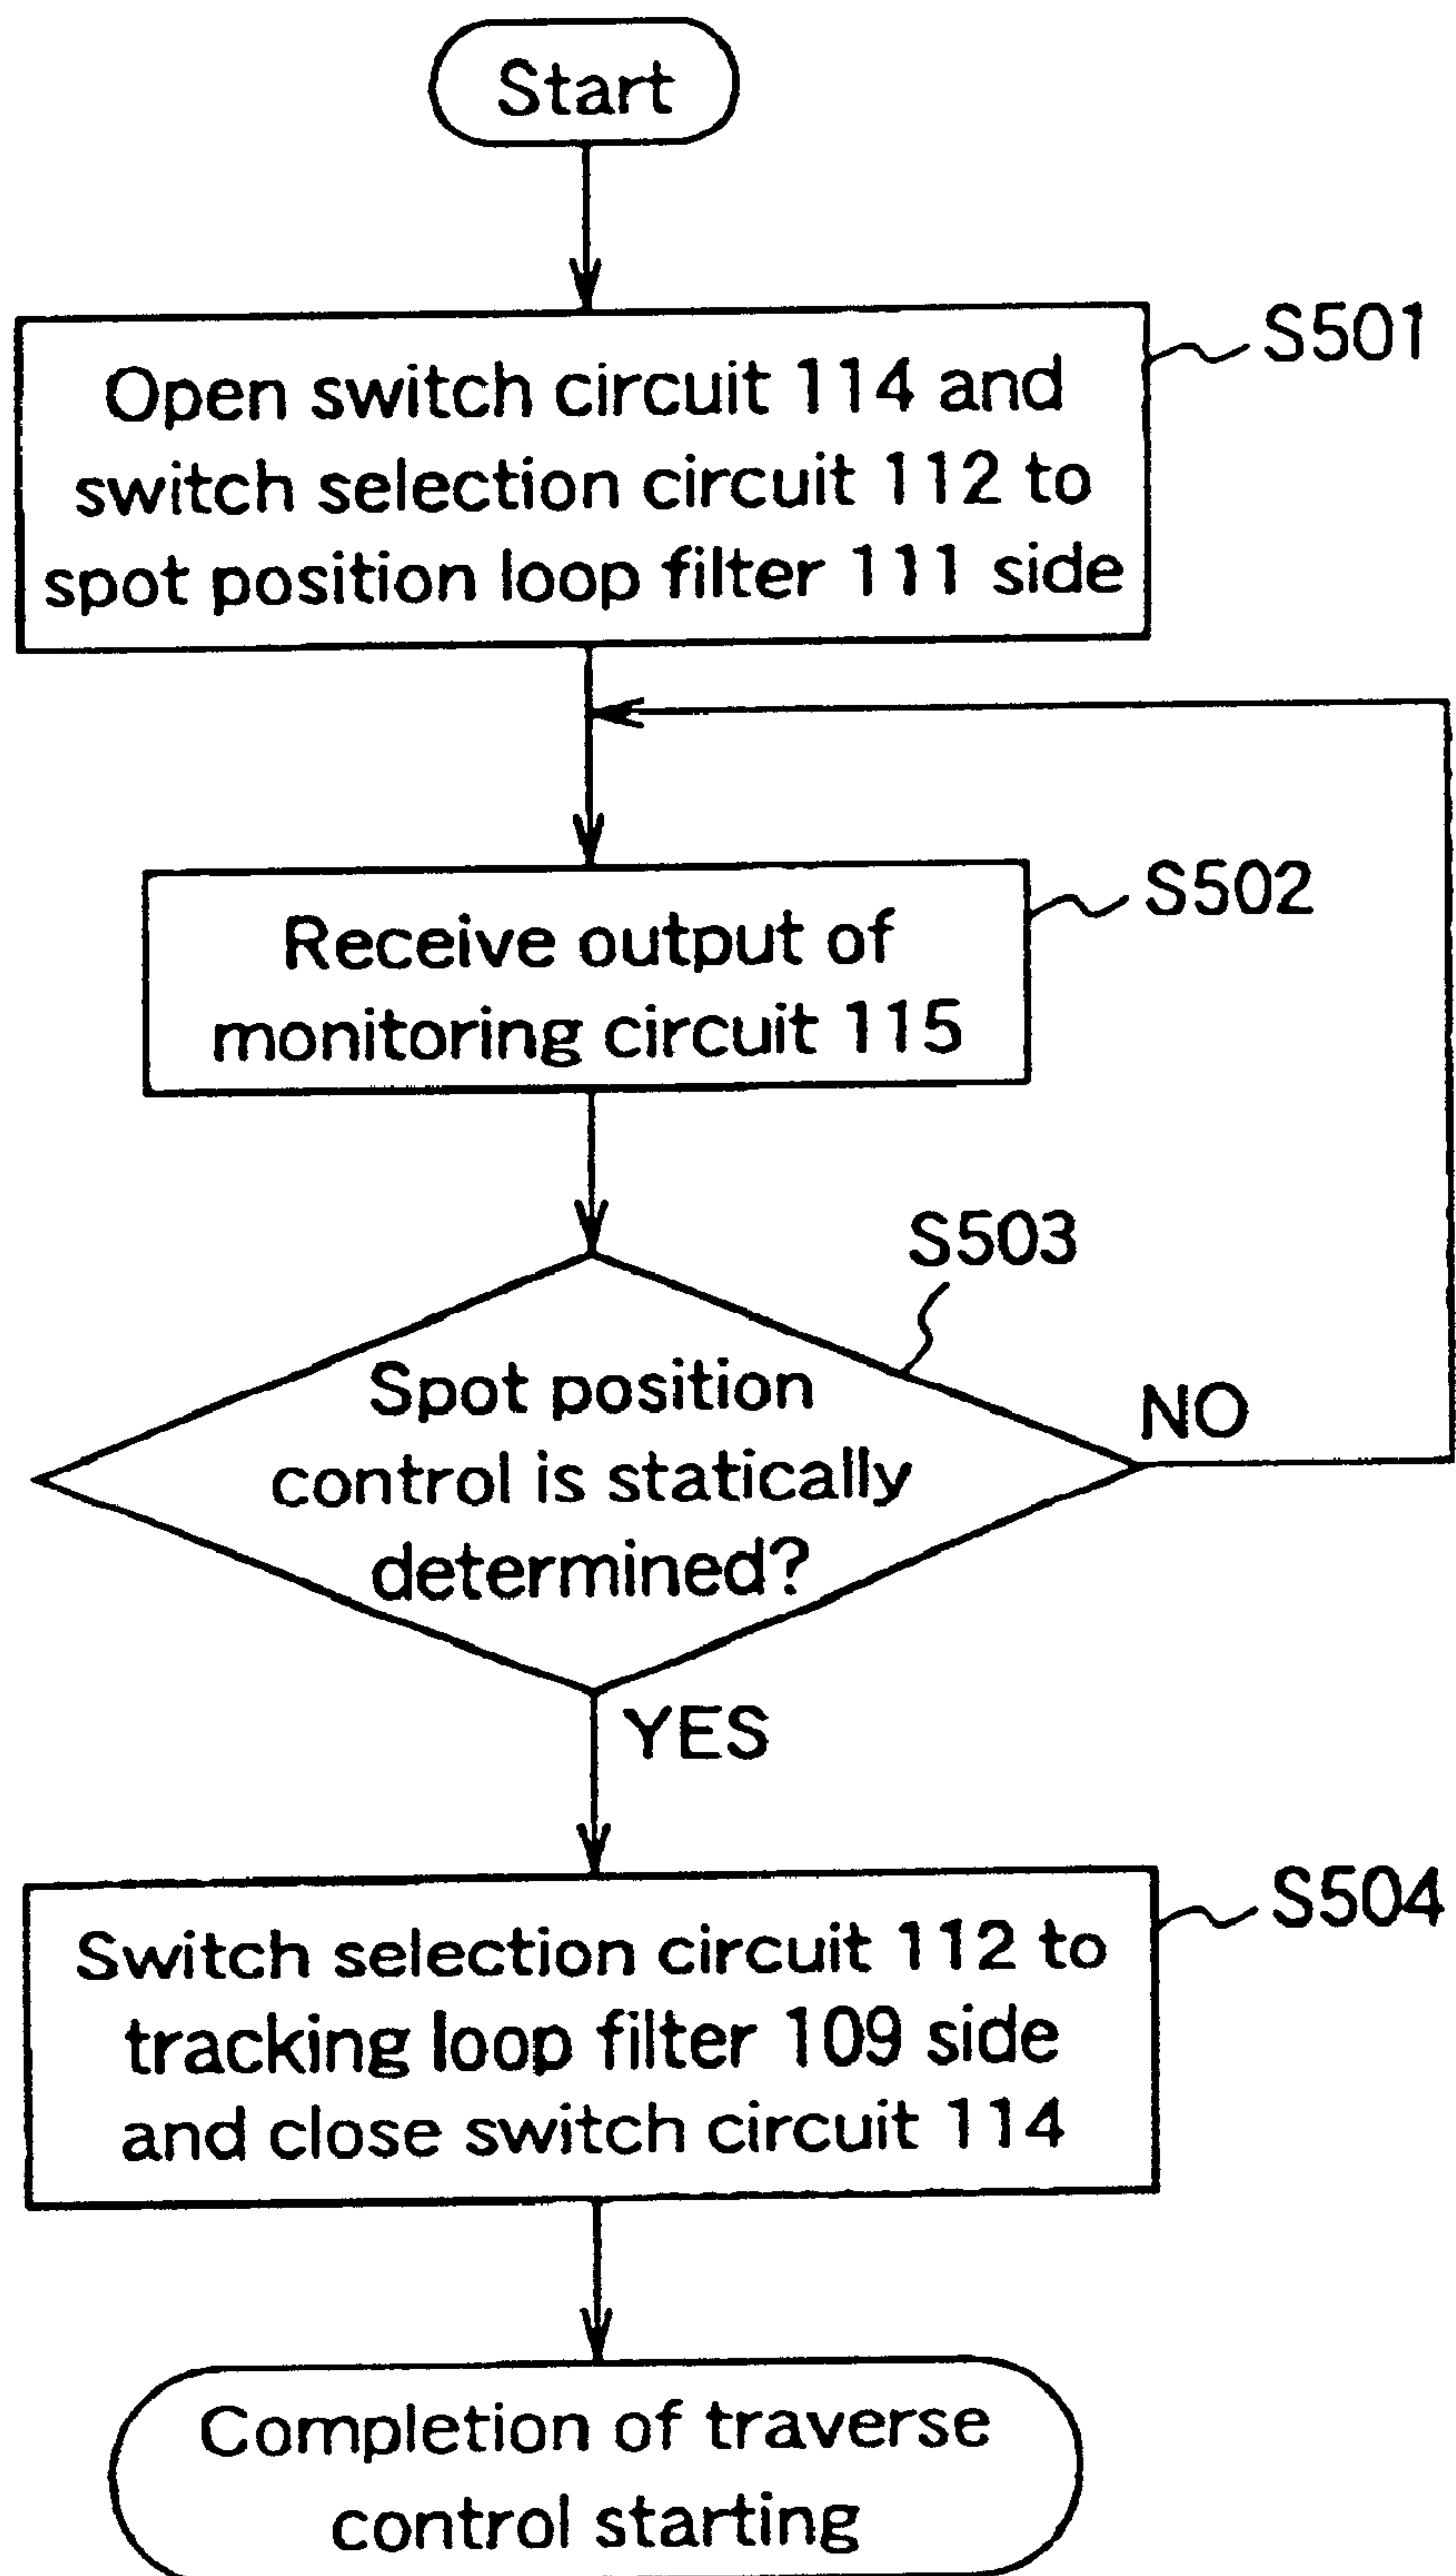 Start
S501
Open switch circuit 114 and
switch selection circuit 112 to
spot position loop filter 111 side
S502
Receive output of
monitoring circuit 115
S503
Spot position
control is statically
determined?
NO
YES
S504
Switch selection circuit 112 to
tracking loop filter 109 side
and close switch circuit 114
Completion of traverse
control starting